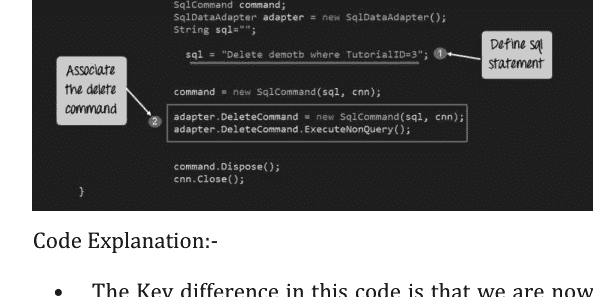 SqlCommand command;
SqlDataAdapter adapter = new SqlDataAdapter();
String sql="";
sql = "Delete demotb where TutorialID=3";
1
Define sql
statement
Associate
the delete
command
command = new SqlCommand(sql, cnn);
2
adapter.DeleteCommand = new SqlCommand(sql, cnn);
adapter.DeleteCommand.ExecuteNonQuery();
command.Dispose();
cnn.Close();
}
Code Explanation:-
• The Key difference in this code is that we are now